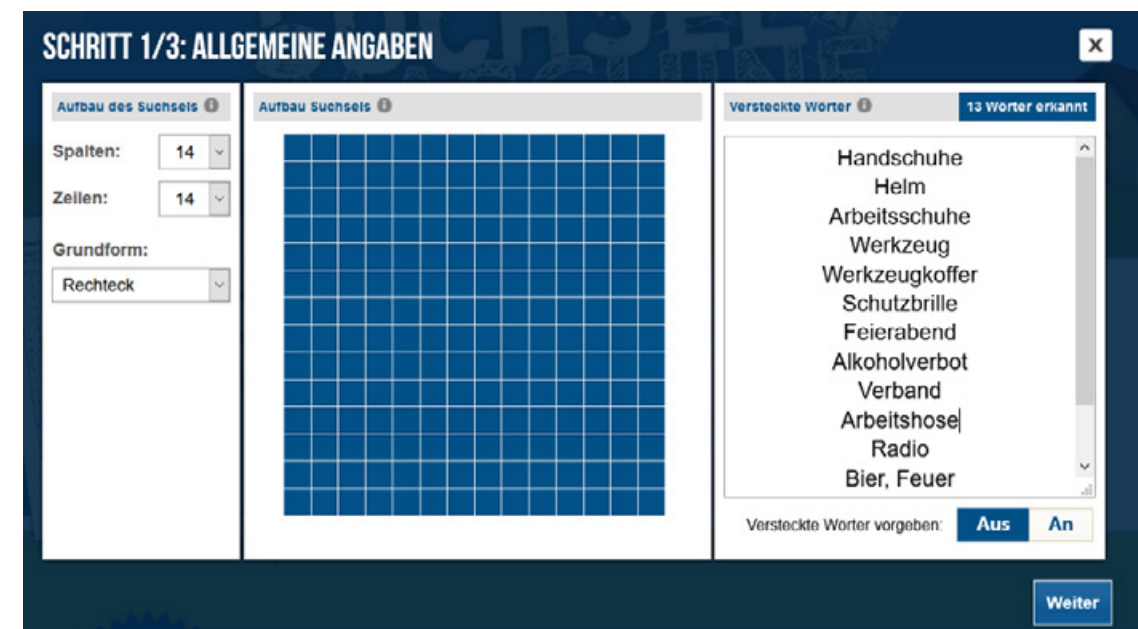 SCHRITT 1/3: ALLGEMEINE ANGABEN
X
Aufbau des Suchsels
Spalten: 14
Zeilen: 14
Grundform:
Rechteck
Aufbau Suchsels
Versteckte Wörter
13 Wörter erkannt
Handschuhe
Helm
Arbeitsschuhe
Werkzeug
Werkzeugkoffer
Schutzbrille
Feierabend
Alkoholverbot
Verband
Arbeitshose
Radio
Bier, Feuer
Versteckte Wörter vorgeben: Aus An
Weiter